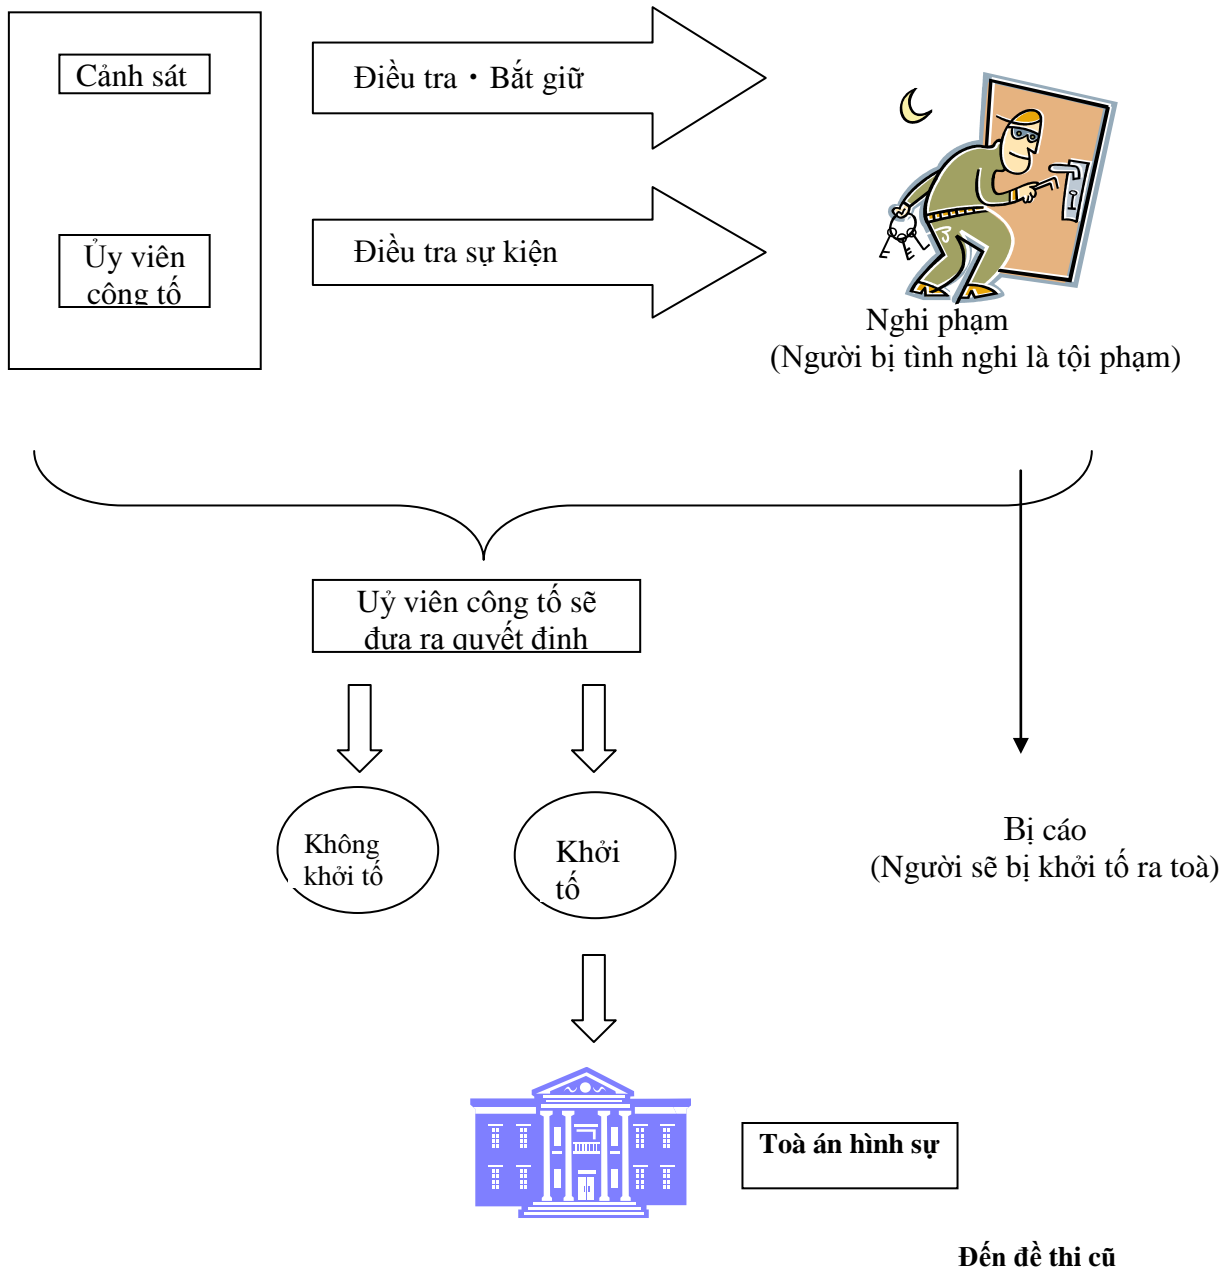 Cảnh sát
Điều tra・Bắt giữ
Ủy viên
công tố
Điều tra sự kiện
Nghi phạm
(Người bị tình nghi là tội phạm)
Uỷ viên công tố sẽ
đưa ra quyết định
Không
khởi tố
Khởi
tố
Bị cáo
(Người sẽ bị khởi tố ra toà)
Toà án hình sự
Đến đề thi cũ